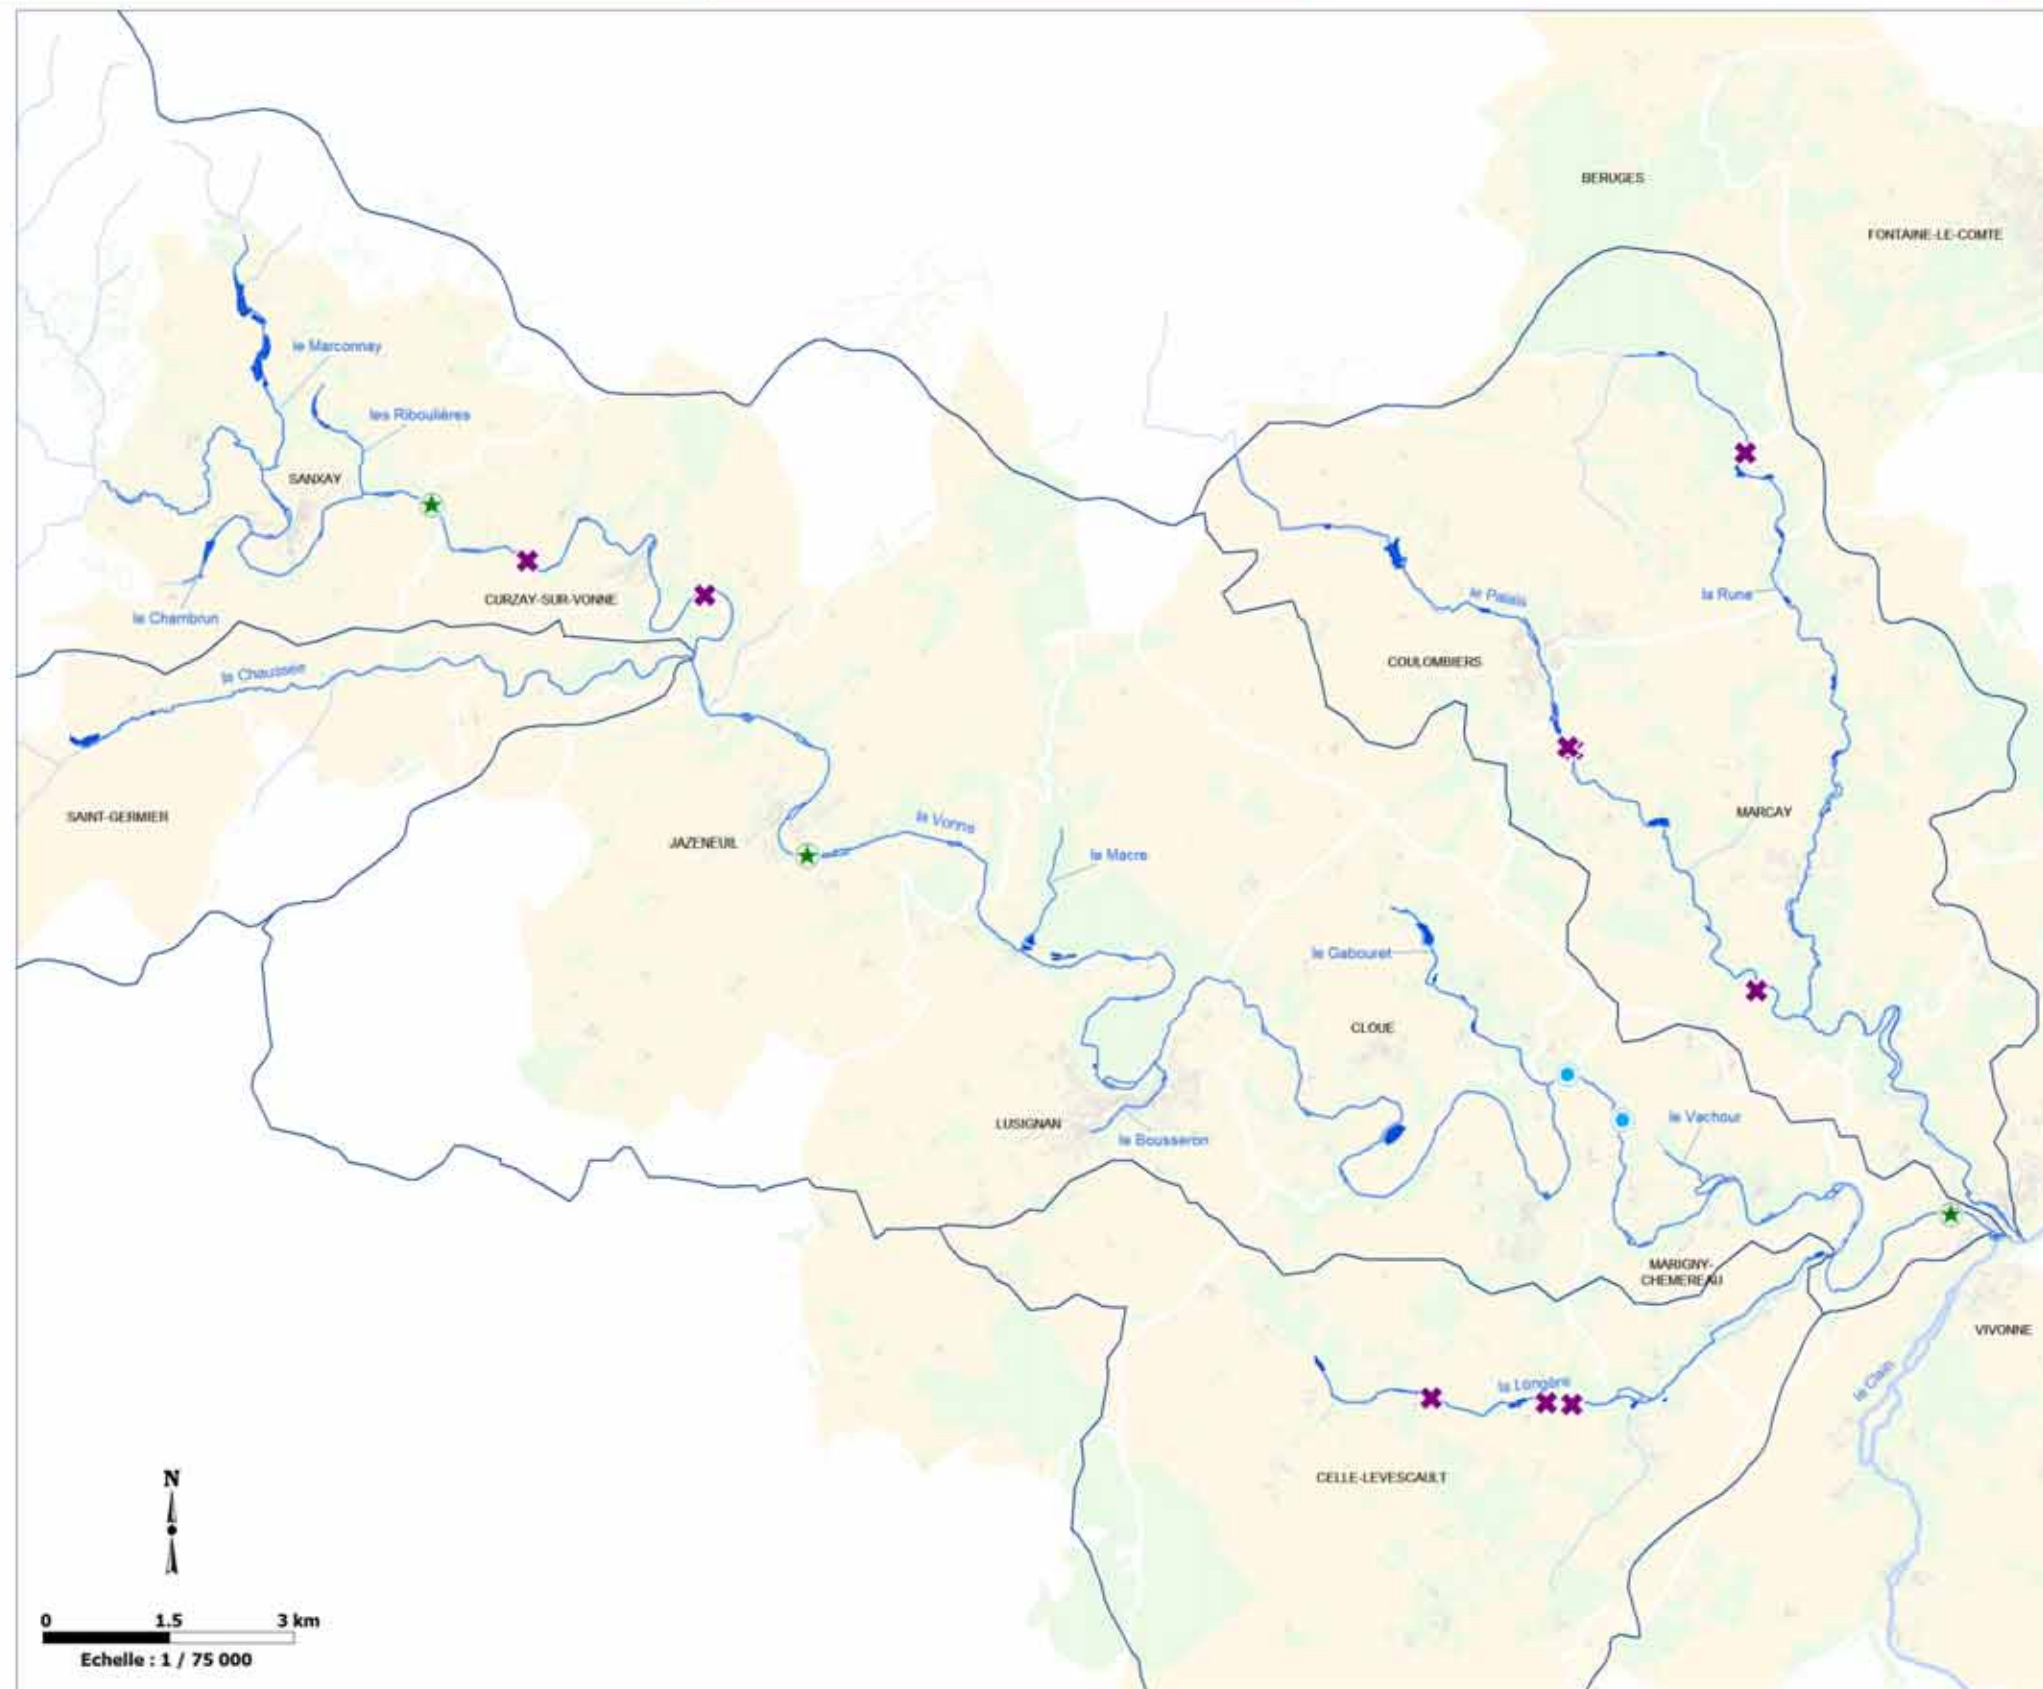 BERUGES
FONTAINE-LE-COMTE
le Marconnay
les Riboulières
SANXAY
le Palais
la Rune
CURZAY-SUR-VONNE
le Chambrun
COULOMBIERS
la Chaussée
SAINT-GERMIER
MARCAY
la Vonne
JAZENEUIL
le Macre
le Gabouret
CLOUE
LUSIGNAN
le Bousseron
le Vachour
MARIGNY-
CHEMEREAU
VIVONNE
la Longère
le Clain
CELLE-LEVESCAULT
N
0 1.5 3 km
Echelle : 1 / 75 000